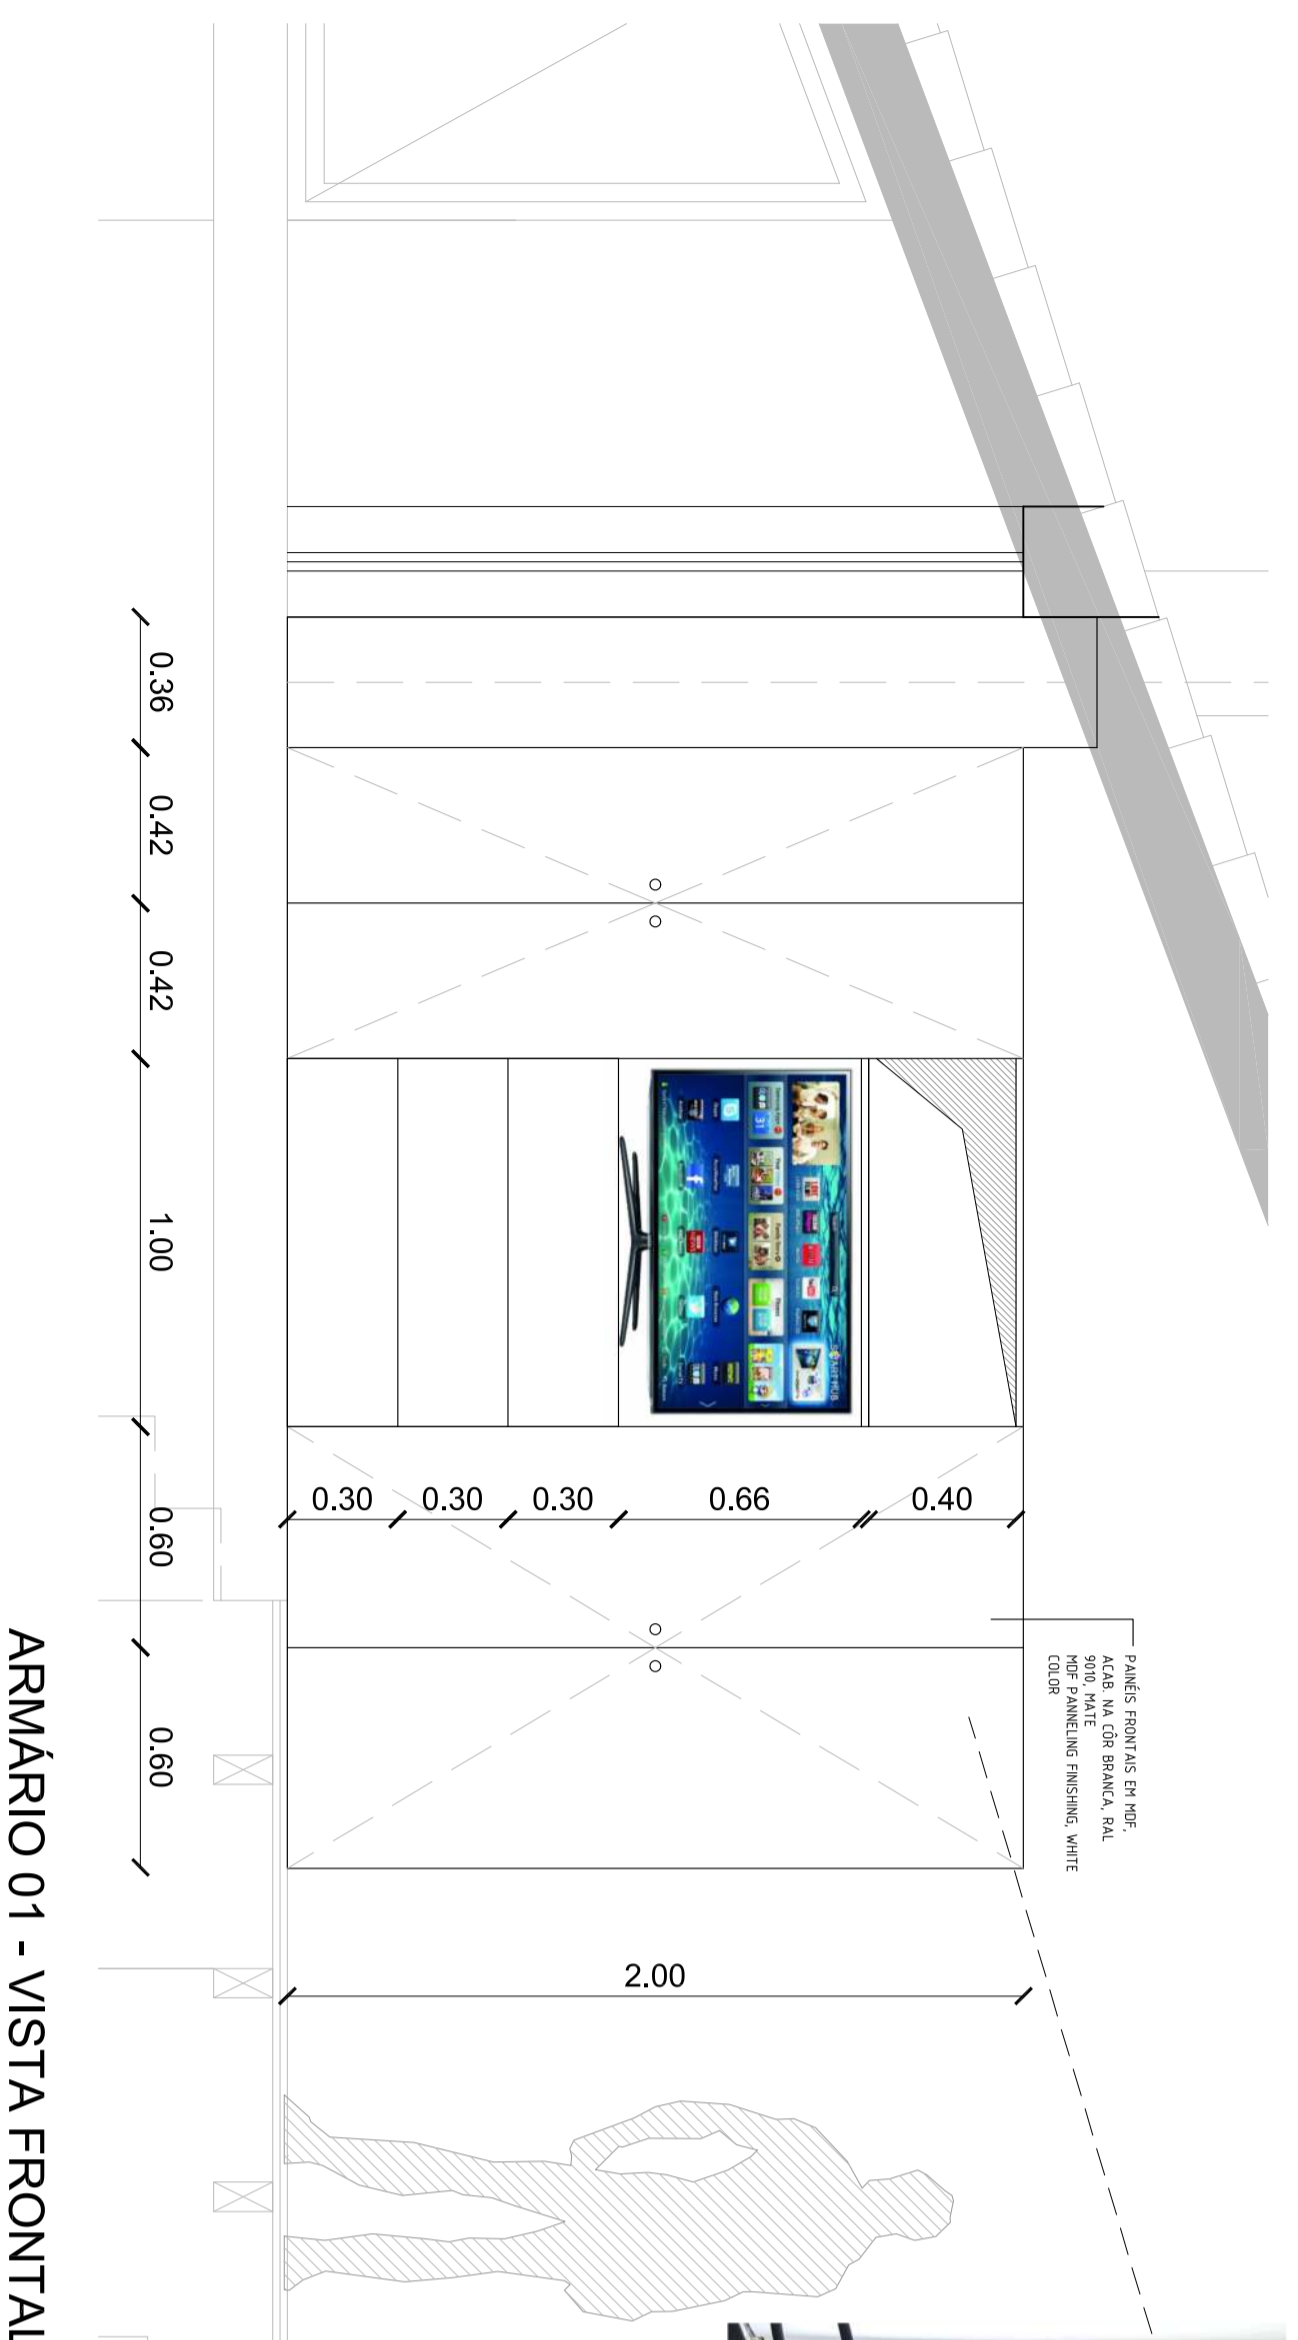 PAINÉIS FRONTAIS EM MDF,
ACAB. NA CÔR BRANCA, RAL
9010, MATE
MDF PANNELING FINISHING, WHITE
COLOR
0.40
0.66
0.30
0.30
0.30
2.00
0.36
0.42
0.42
1.00
0.60
0.60
ARMÁRIO 01 - VISTA FRONTAL